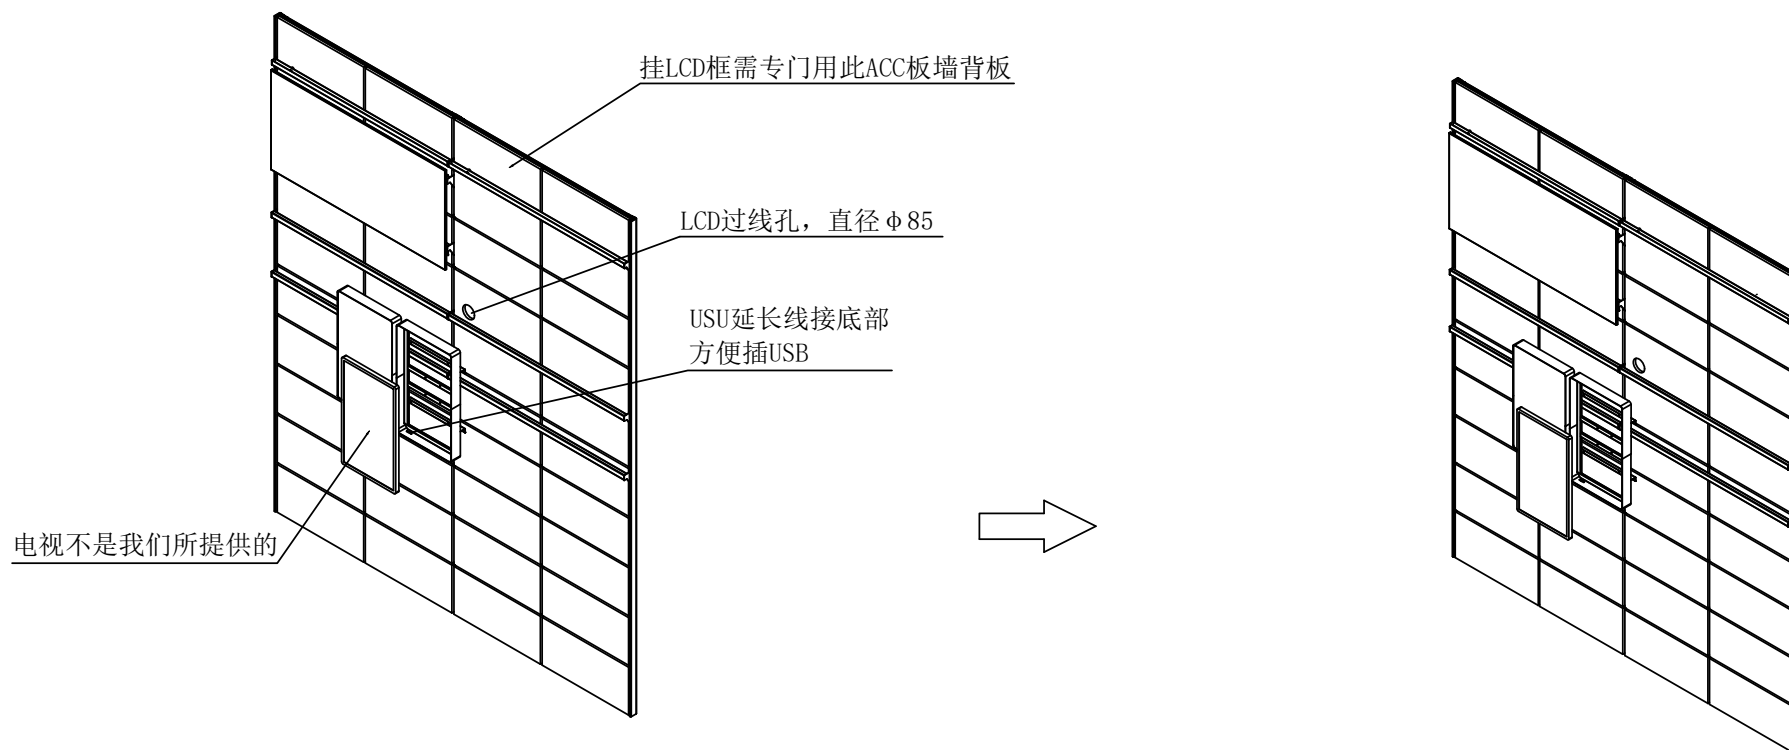 挂LCD框需专门用此ACC板墙背板
LCD过线孔，直径φ85
USU延长线接底部
方便插USB
电视不是我们所提供的